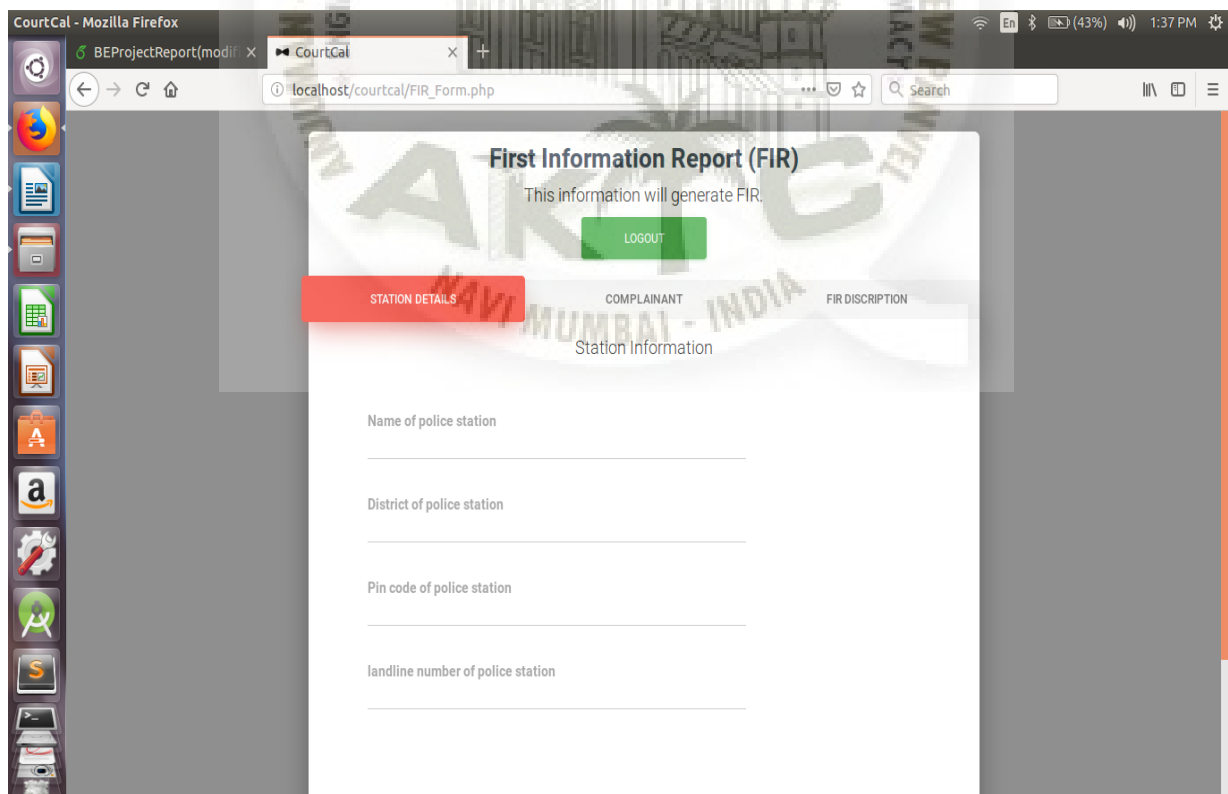 CourtCal - Mozilla Firefox
En (43%) 1:37 PM
BEProjectReport(modif
CourtCal
localhost/courtcal/FIR_Form.php
Search
First Information Report (FIR)
This information will generate FIR.
LOGOUT
STATION DETAILS COMPLAINANT FIR DISCRIPTION
Station Information
Name of police station
District of police station
Pin code of police station
landline number of police station
AKTC
NAVI MUMBAI - INDIA